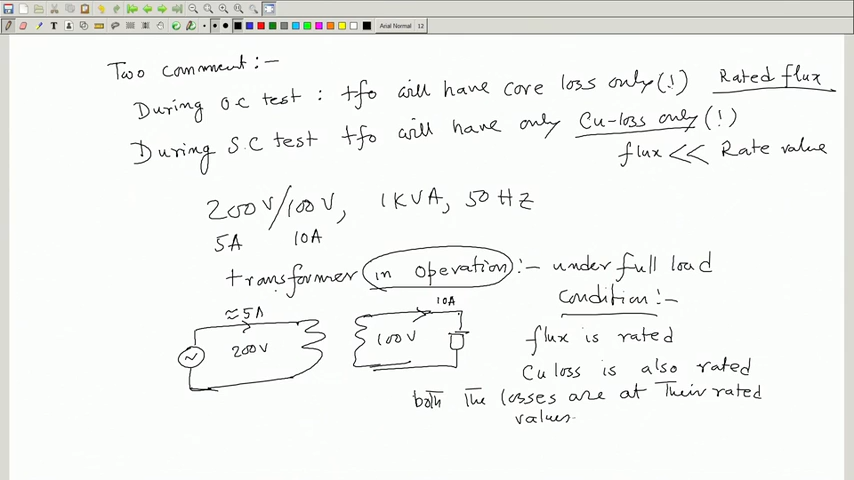 Arial Normal 12
Two comment :-
During O.C test : tfo will have core loss only (!) Rated flux
During S.C test tfo will have only Cu-loss only (!)
flux << Rate value
200V/100V, 1KVA, 50HZ
5A 10A
transformer in operation :- under full load
condition :-
≈5A 10A
200V 100V
flux is rated
Cu loss is also rated
both The losses are at Their rated
values